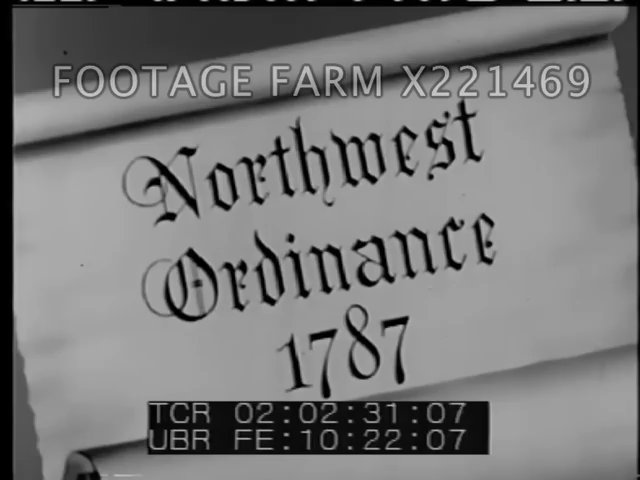 FOOTAGE FARM X221469
Northwest
Ordinance
1787
TCR 02:02:31:07
UBR FE:10:22:07